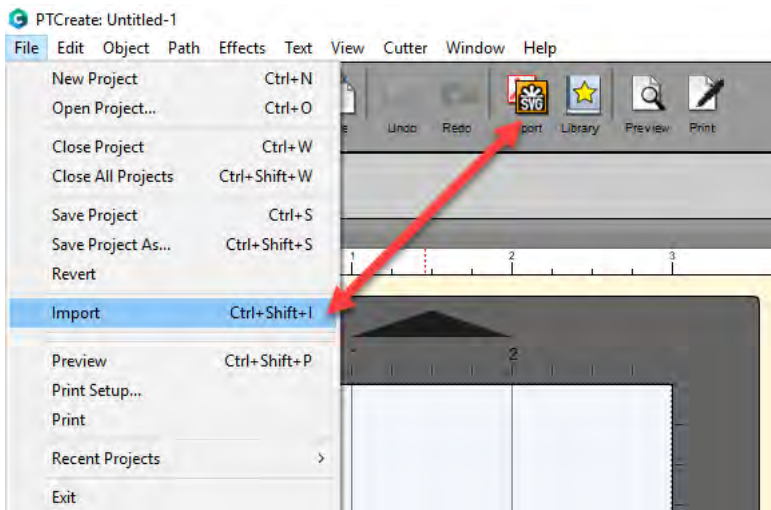 PTCreate: Untitled-1
File Edit Object Path Effects Text View Cutter Window Help
New Project Ctrl+N
Open Project... Ctrl+O
Close Project Ctrl+W
Close All Projects Ctrl+Shift+W
Save Project Ctrl+S
Save Project As... Ctrl+Shift+S
Revert
Import Ctrl+Shift+I
Preview Ctrl+Shift+P
Print Setup...
Print
Recent Projects >
Exit
SVG
Undo Redo Library Preview Print
1 2 3
2